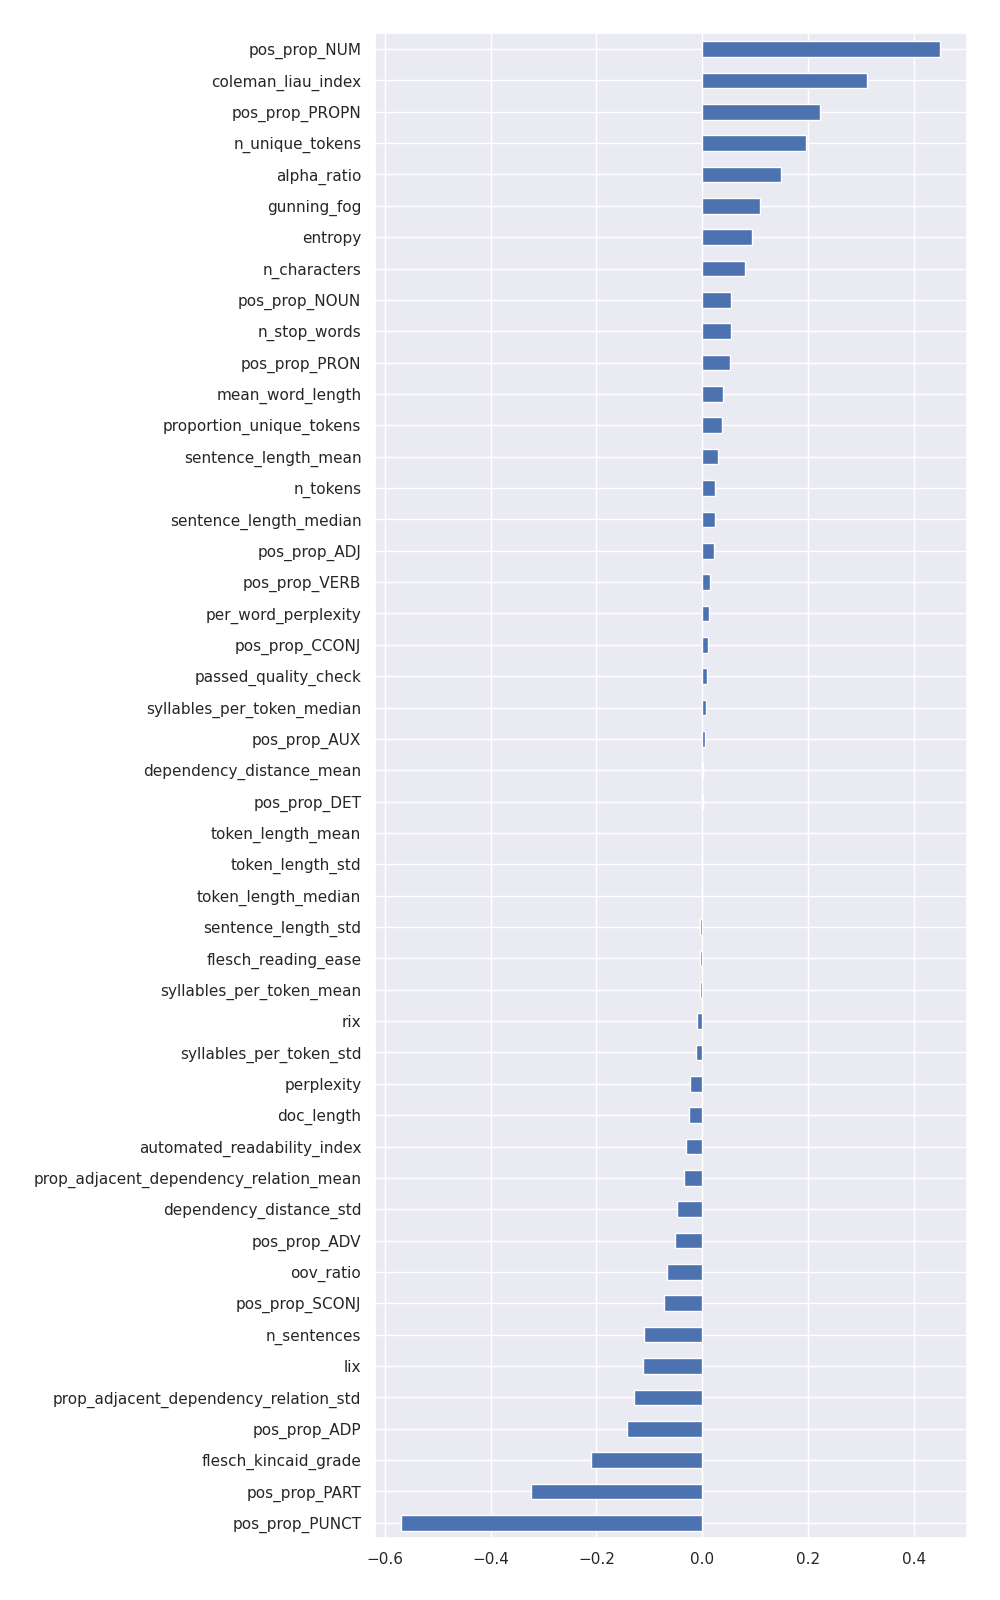 pos_prop_NUM
coleman_liau_index
pos_prop_PROPN
n_unique_tokens
alpha_ratio
gunning_fog
entropy
n_characters
pos_prop_NOUN
n_stop_words
pos_prop_PRON
mean_word_length
proportion_unique_tokens
sentence_length_mean
n_tokens
sentence_length_median
pos_prop_ADJ
pos_prop_VERB
per_word_perplexity
pos_prop_CCONJ
passed_quality_check
syllables_per_token_median
pos_prop_AUX
dependency_distance_mean
pos_prop_DET
token_length_mean
token_length_std
token_length_median
sentence_length_std
flesch_reading_ease
syllables_per_token_mean
rix
syllables_per_token_std
perplexity
doc_length
automated_readability_index
prop_adjacent_dependency_relation_mean
dependency_distance_std
pos_prop_ADV
oov_ratio
pos_prop_SCONJ
n_sentences
lix
prop_adjacent_dependency_relation_std
pos_prop_ADP
flesch_kincaid_grade
pos_prop_PART
pos_prop_PUNCT
−0.6 −0.4 −0.2 0.0 0.2 0.4